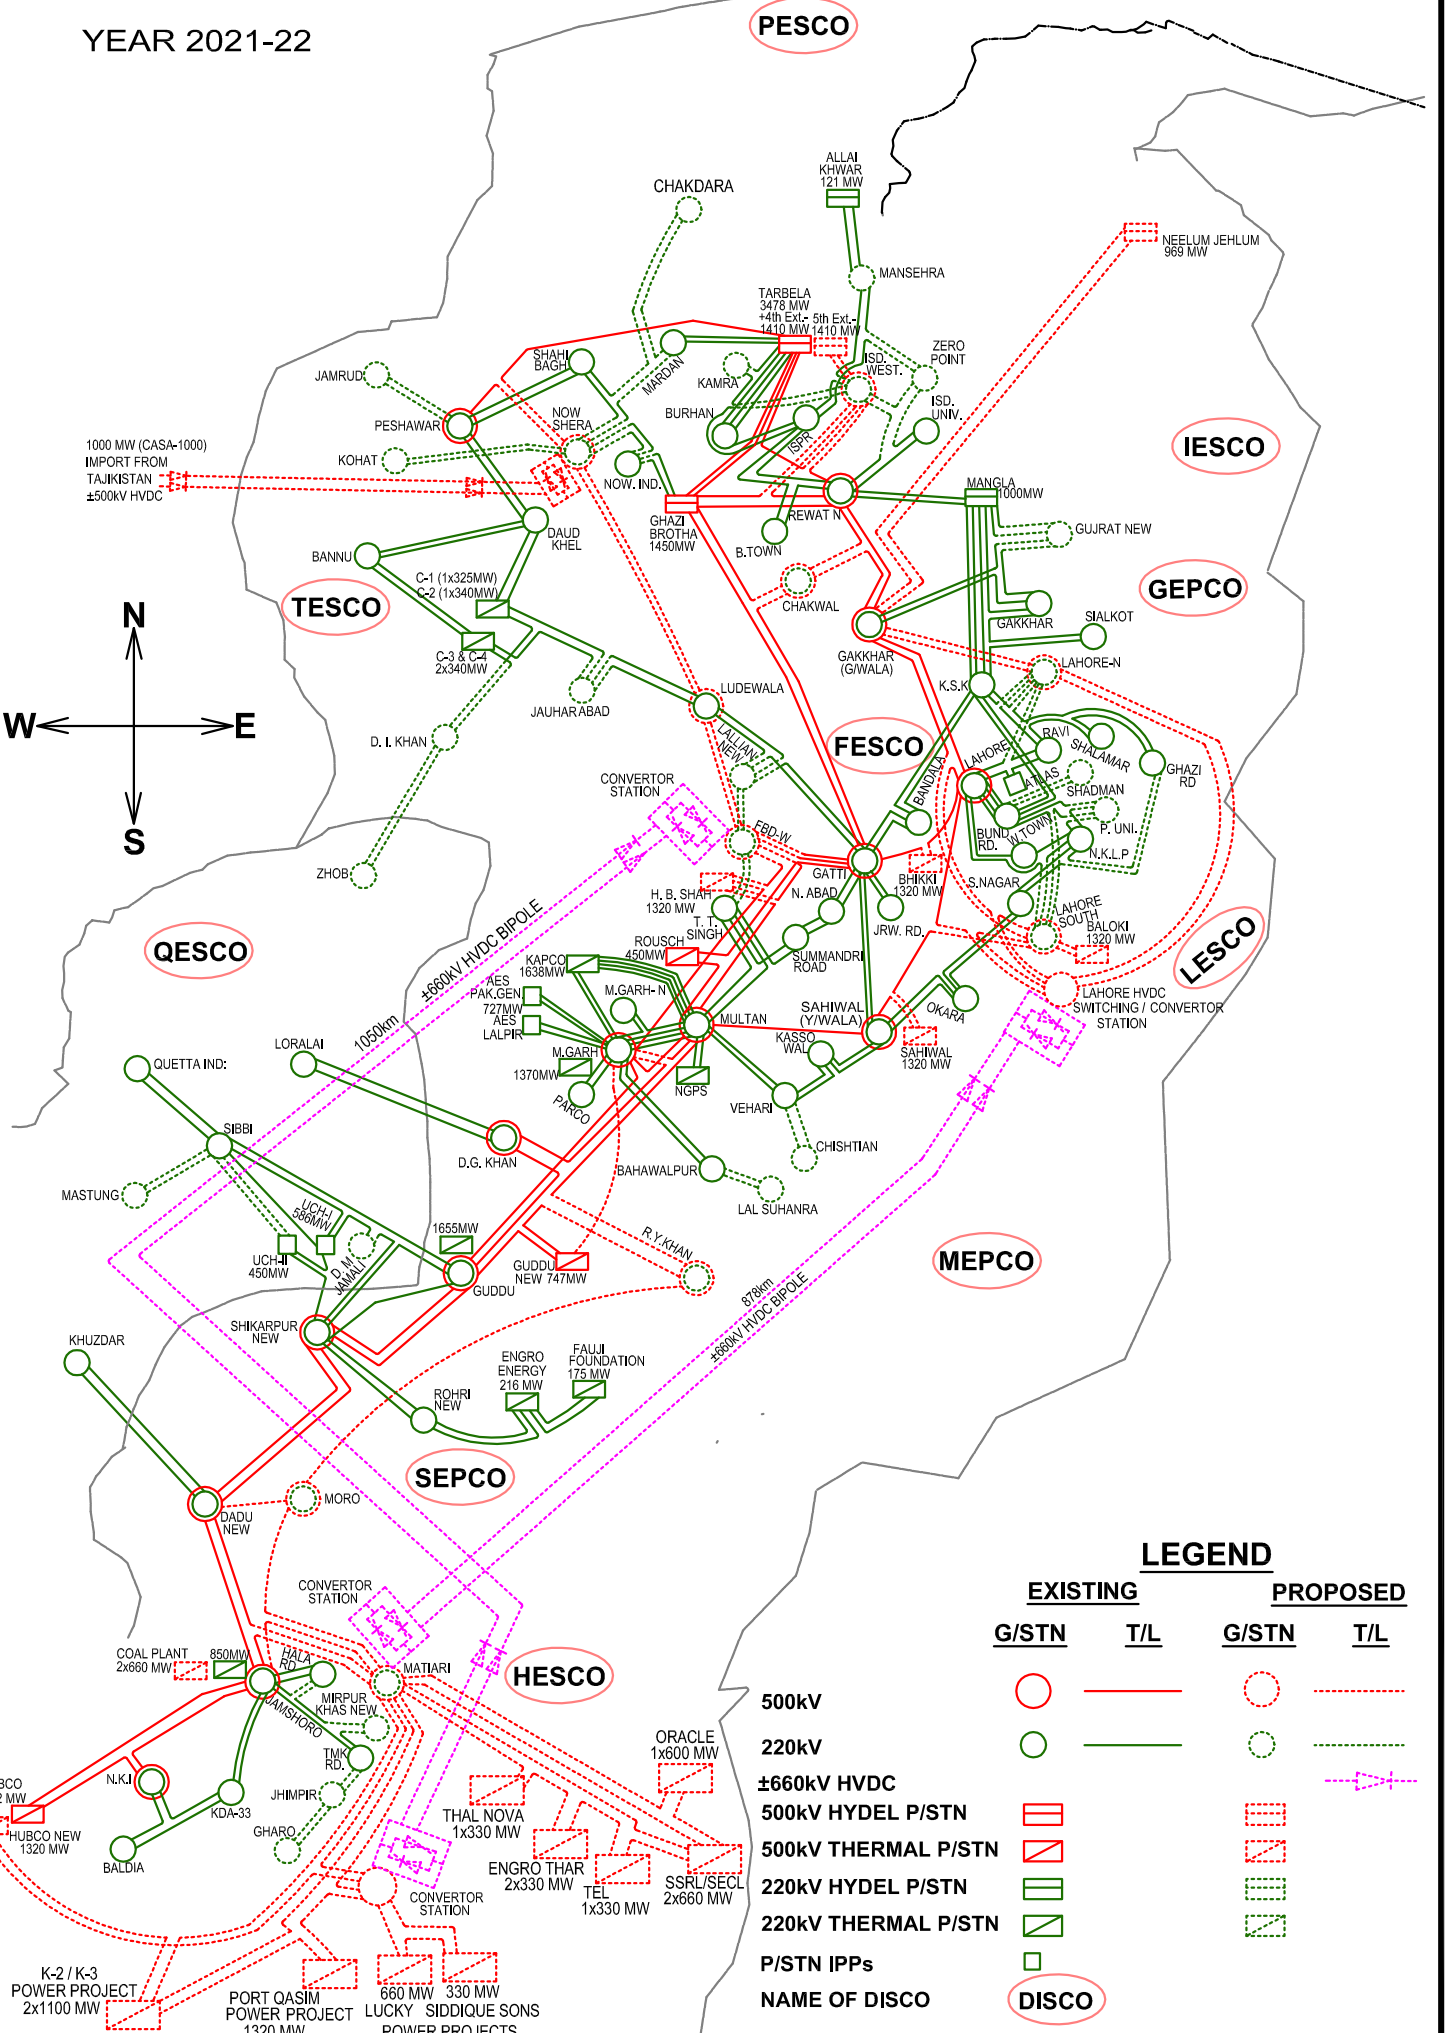 YEAR 2021-22
PESCO
ALLAI
KHWAR
121 MW
CHAKDARA
NEELUM JEHLUM
969 MW
MANSEHRA
TARBELA
3478 MW
+4th Ext.-
1410 MW
5th Ext.-
1410 MW
ZERO
POINT
SHAHI
BAGH
MARDAN
KAMRA
ISD.
WEST.
JAMRUD
ISD.
UNIV.
BURHAN
ISPR
PESHAWAR
NOW
SHERA
1000 MW (CASA-1000)
IMPORT FROM
TAJIKISTAN
±500kV HVDC
KOHAT
NOW. IND.
IESCO
MANGLA
1000MW
REWAT N
GHAZI
BROTHA
1450MW
B.TOWN
GUJRAT NEW
DAUD
KHEL
BANNU
C-1 (1x325MW)
C-2 (1x340MW)
TESCO
CHAKWAL
GEPCO
GAKKHAR
SIALKOT
N
C-3 & C-4
2x340MW
GAKKHAR
(G/WALA)
LAHORE-N
K.S.K
LUDEWALA
JAUHAR ABAD
W
E
S
D. I. KHAN
LALLIAN
NEW
FESCO
LAHORE
RAVI
SHALAMAR
GHAZI
RD
CONVERTOR
STATION
BANDALA
ATLAS
SHADMAN
FBD-W
BUND
RD.
W.TOWN
P. UNI.
N.K.L.P
ZHOB
GATTI
BHIKKI
1320 MW
S.NAGAR
H. B. SHAH
1320 MW
N. ABAD
T. T.
SINGH
JRW. RD.
LAHORE
SOUTH
BALOKI
1320 MW
LESCO
QESCO
±660kV HVDC BIPOLE
1050km
ROUSCH
450MW
SUMMANDRI
ROAD
KAPCO
1638MW
AES
PAK.GEN.
727MW
AES
LALPIR
M.GARH- N
MULTAN
SAHIWAL
(Y/WALA)
OKARA
LAHORE HVDC
SWITCHING / CONVERTOR
STATION
KASSO
WAL
SAHIWAL
1320 MW
M.GARH
1370MW
PARCO
NGPS
VEHARI
QUETTA IND:
LORALAI
SIBBI
D.G. KHAN
BAHAWALPUR
CHISHTIAN
MASTUNG
LAL SUHANRA
UCH-I
586MW
UCH-II
450MW
D. M.
JAMALI
1655MW
GUDDU
GUDDU
NEW 747MW
R.Y.KHAN
MEPCO
878km
±660kV HVDC BIPOLE
SHIKARPUR
NEW
KHUZDAR
ENGRO
ENERGY
216 MW
FAUJI
FOUNDATION
175 MW
ROHRI
NEW
SEPCO
DADU
NEW
MORO
CONVERTOR
STATION
COAL PLANT
2x660 MW
850MW
HALA
RD.
MATIARI
HESCO
JAMSHORO
MIRPUR
KHAS NEW
TMK
RD.
N.K.I
KDA-33
JHIMPIR
GHARO
BALDIA
BCO
2 MW
HUBCO NEW
1320 MW
THAL NOVA
1x330 MW
ORACLE
1x600 MW
ENGRO THAR
2x330 MW
TEL
1x330 MW
SSRL/SECL
2x660 MW
CONVERTOR
STATION
K-2 / K-3
POWER PROJECT
2x1100 MW
PORT QASIM
POWER PROJECT
1320 MW
660 MW
LUCKY
330 MW
SIDDIQUE SONS
POWER PROJECTS
LEGEND
EXISTING PROPOSED
G/STN T/L G/STN T/L
500kV
220kV
±660kV HVDC
500kV HYDEL P/STN
500kV THERMAL P/STN
220kV HYDEL P/STN
220kV THERMAL P/STN
P/STN IPPs
NAME OF DISCO DISCO